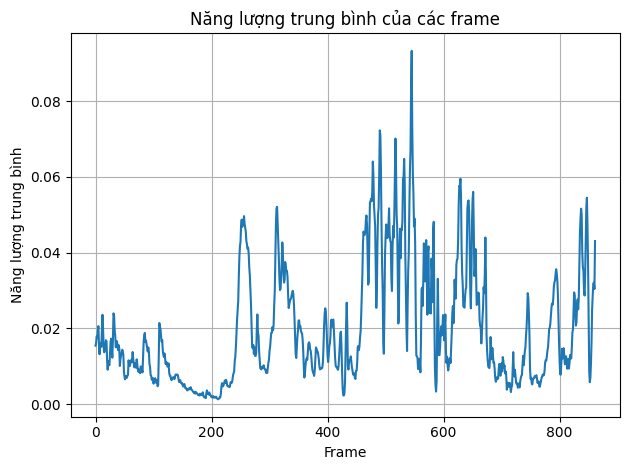 Năng lượng trung bình của các frame
Năng lượng trung bình
0.08
0.06
0.04
0.02
0.00
0 200 400 600 800
Frame